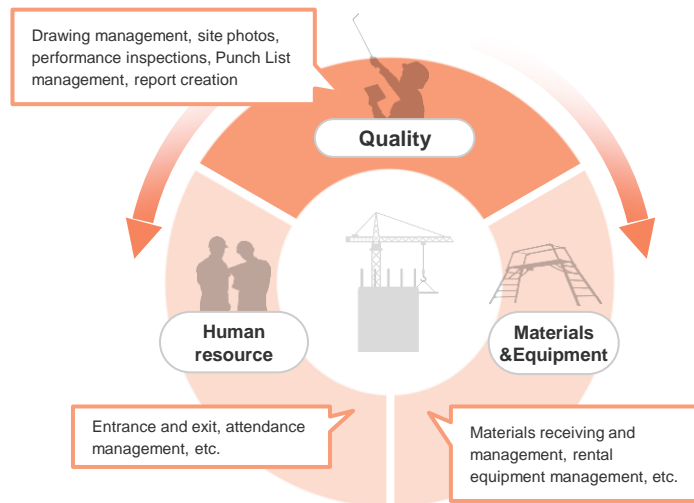 Drawing management, site photos,
performance inspections, Punch List
management, report creation
Quality
Human
resource
Materials
&Equipment
Entrance and exit, attendance
management, etc.
Materials receiving and
management, rental
equipment management, etc.